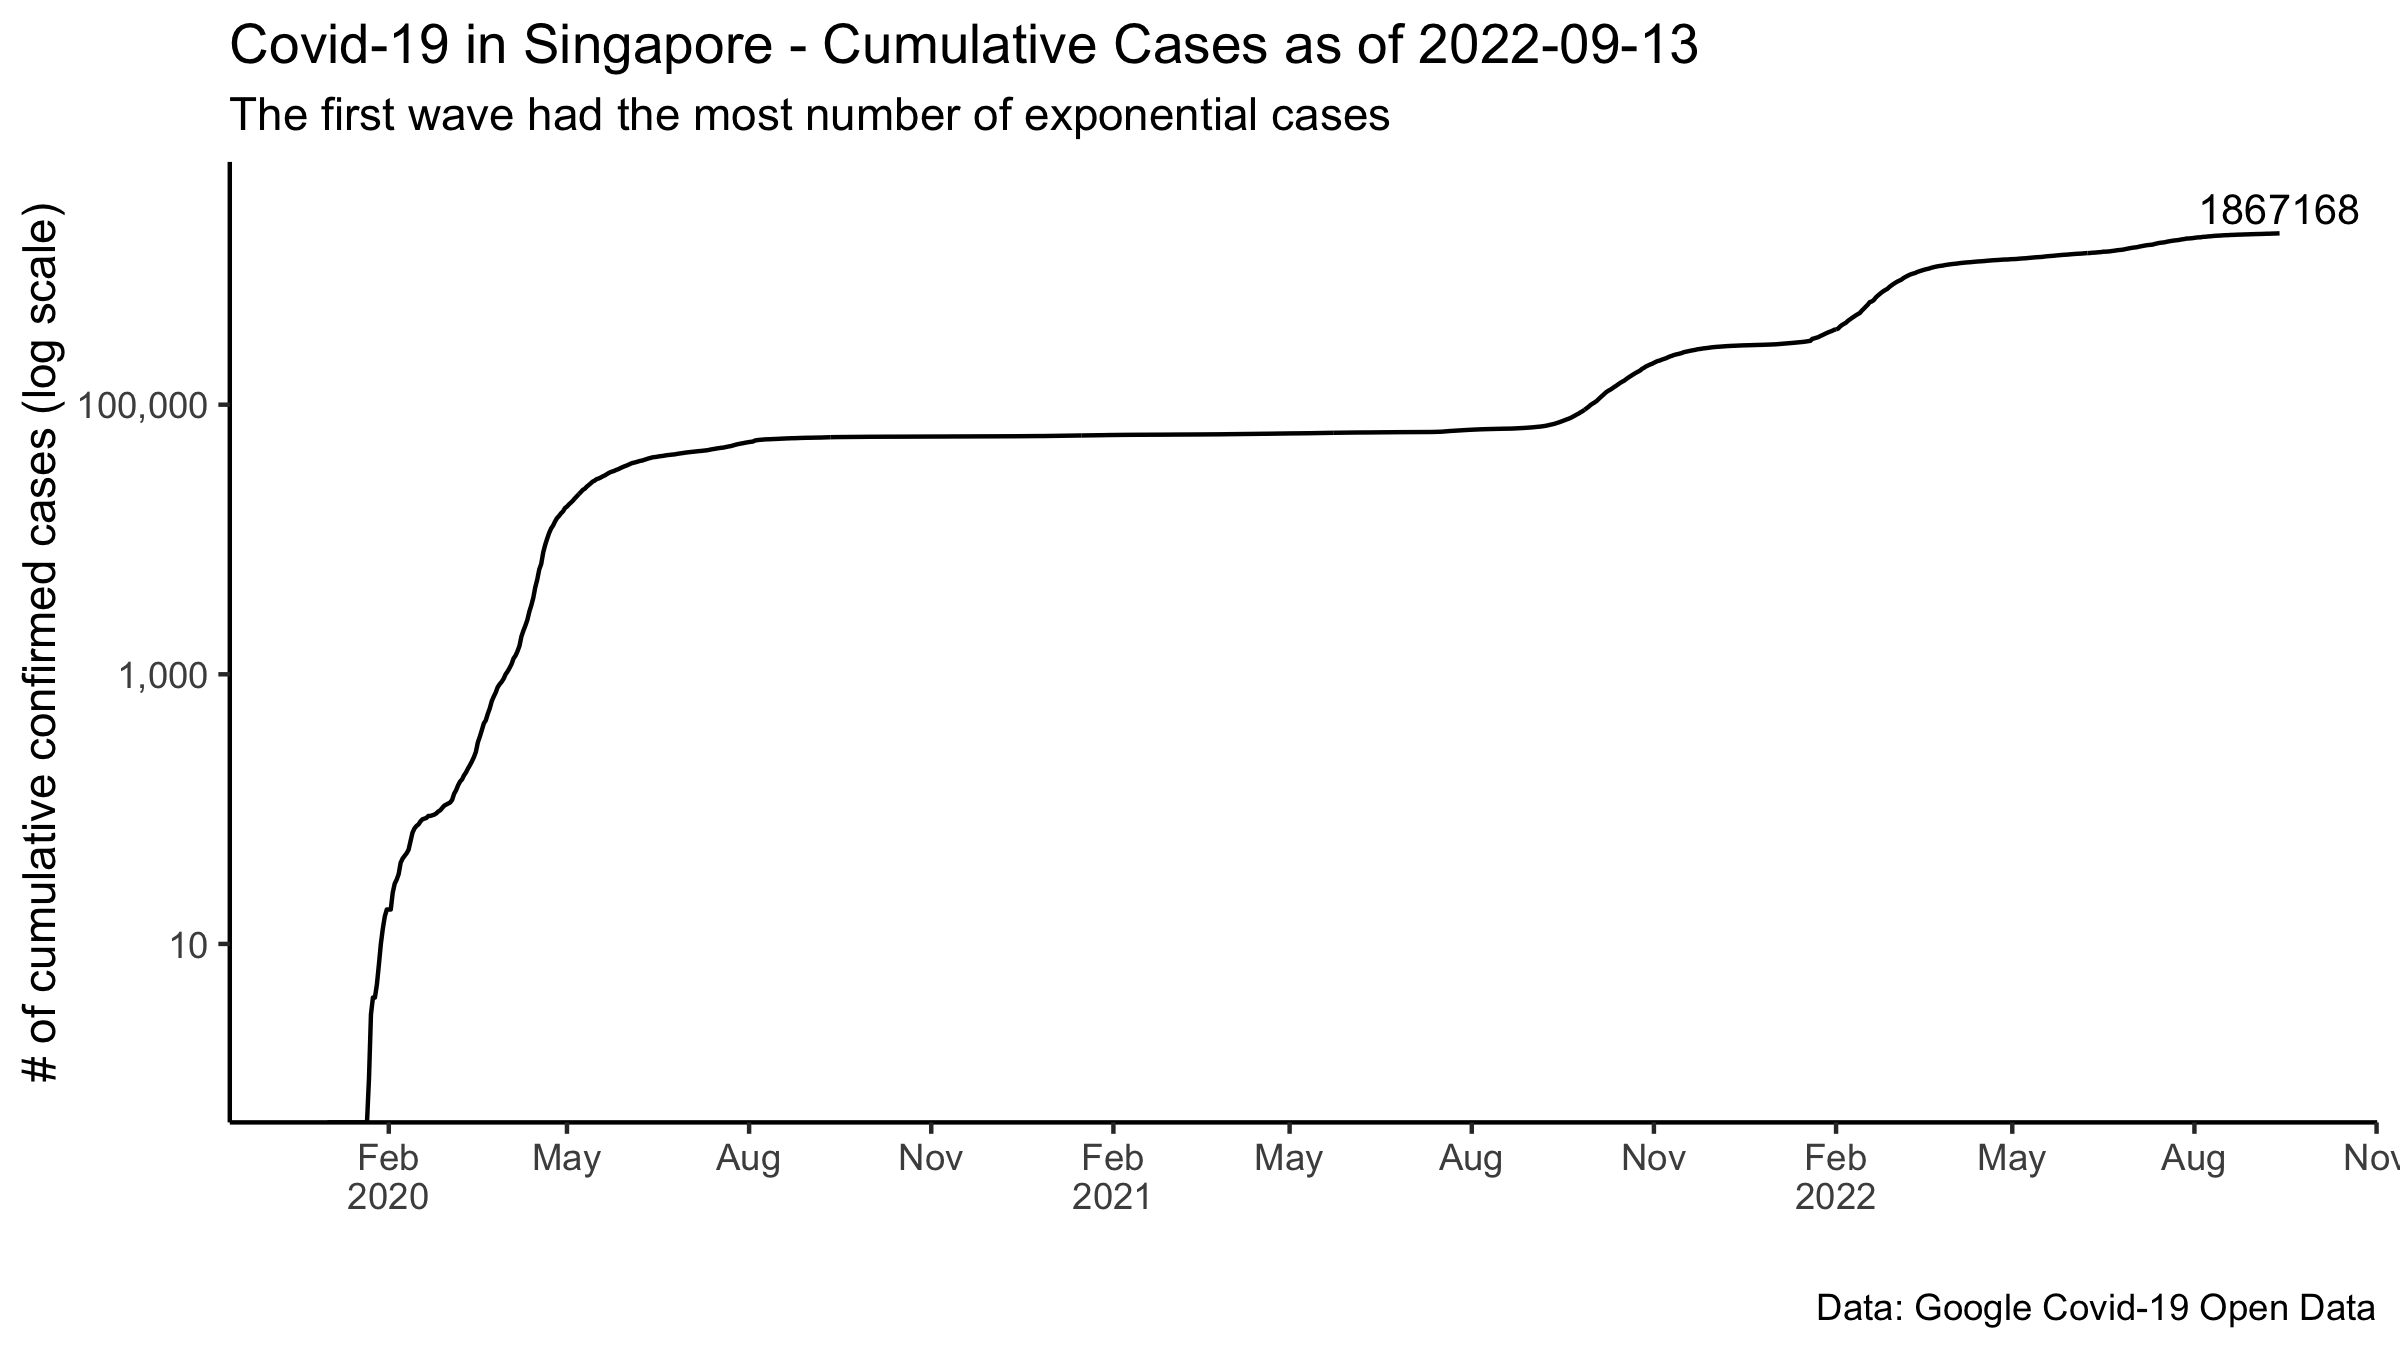 Covid-19 in Singapore - Cumulative Cases as of 2022-09-13
The first wave had the most number of exponential cases
# of cumulative confirmed cases (log scale)
1867168
100,000
1,000
10
Feb May Aug Nov Feb May Aug Nov Feb May Aug Nov
2020 2021 2022
Data: Google Covid-19 Open Data